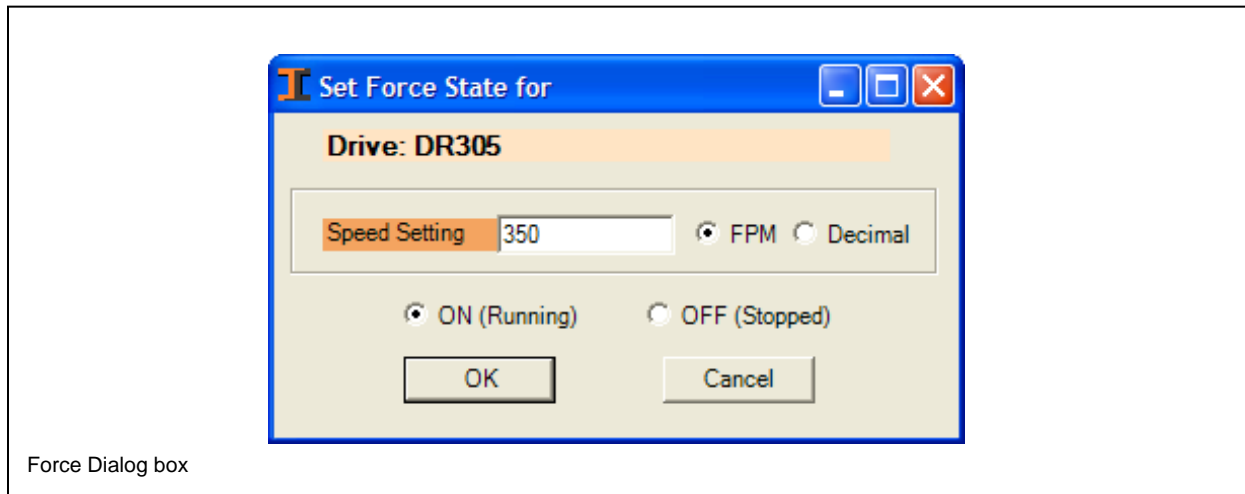 Set Force State for
Drive: DR305
Speed Setting 350 FPM Decimal
ON (Running) OFF (Stopped)
OK Cancel
Force Dialog box